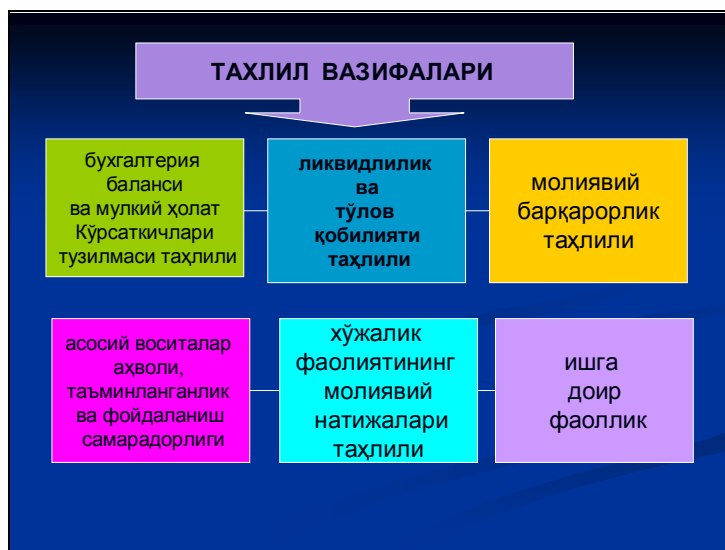 ТАХЛИЛ ВАЗИФАЛАРИ
бухгалтерия
баланси
ва мулкий ҳолат
Кўрсаткичлари
тузилмаси таҳлили
ликвидлилик
ва
тўлов
қобилияти
таҳлили
молиявий
барқарорлик
таҳлили
асосий воситалар
аҳволи,
таъминланганлик
ва фойдаланиш
самарадорлиги
хўжалик
фаолиятининг
молиявий
натижалари
таҳлили
ишга
доир
фаоллик